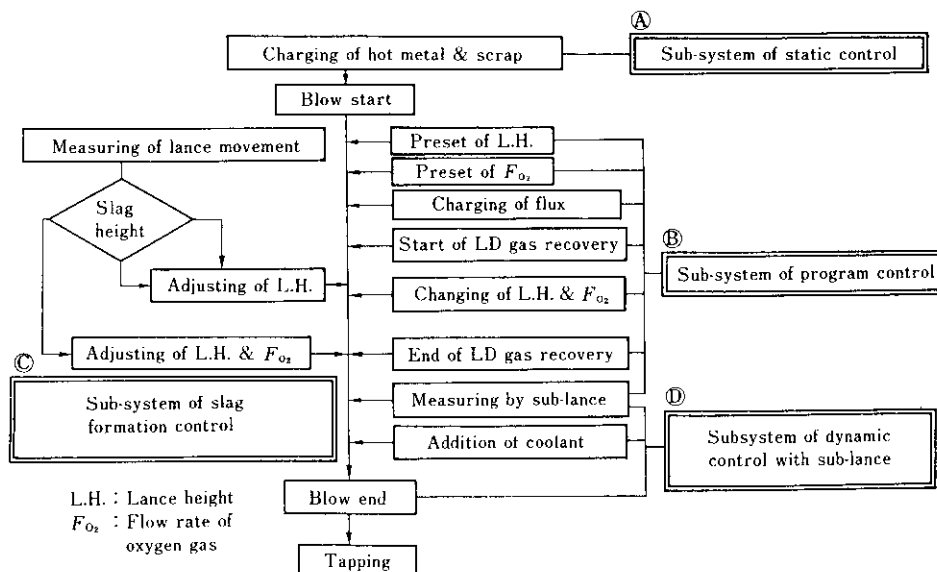 Ⓐ
Charging of hot metal & scrap
Sub-system of static control
Blow start
Measuring of lance movement
Preset of L.H.
Preset of F_O₂
Slag
height
Charging of flux
Start of LD gas recovery
Ⓑ
Sub-system of program control
Adjusting of L.H.
Changing of L.H. & F_O₂
Adjusting of L.H. & F_O₂
End of LD gas recovery
Ⓒ
Sub-system of slag
formation control
Measuring by sub-lance
Ⓓ
Subsystem of dynamic
control with sub-lance
Addition of coolant
L.H. : Lance height
F_O₂ : Flow rate of
oxygen gas
Blow end
Tapping